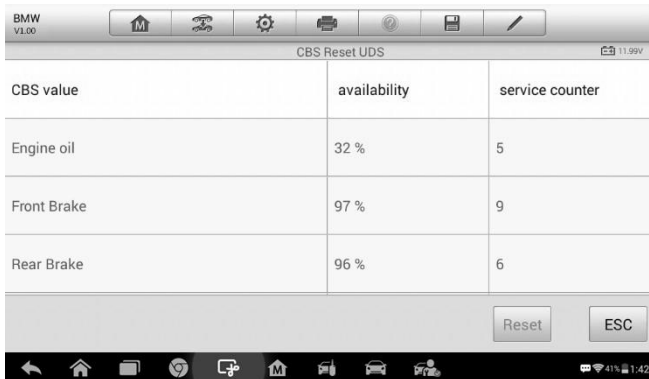 BMW
V1.00
M
CBS Reset UDS
11.99V
CBS value availability service counter
Engine oil 32 % 5
Front Brake 97 % 9
Rear Brake 96 % 6
Reset ESC
M 41% 1:42